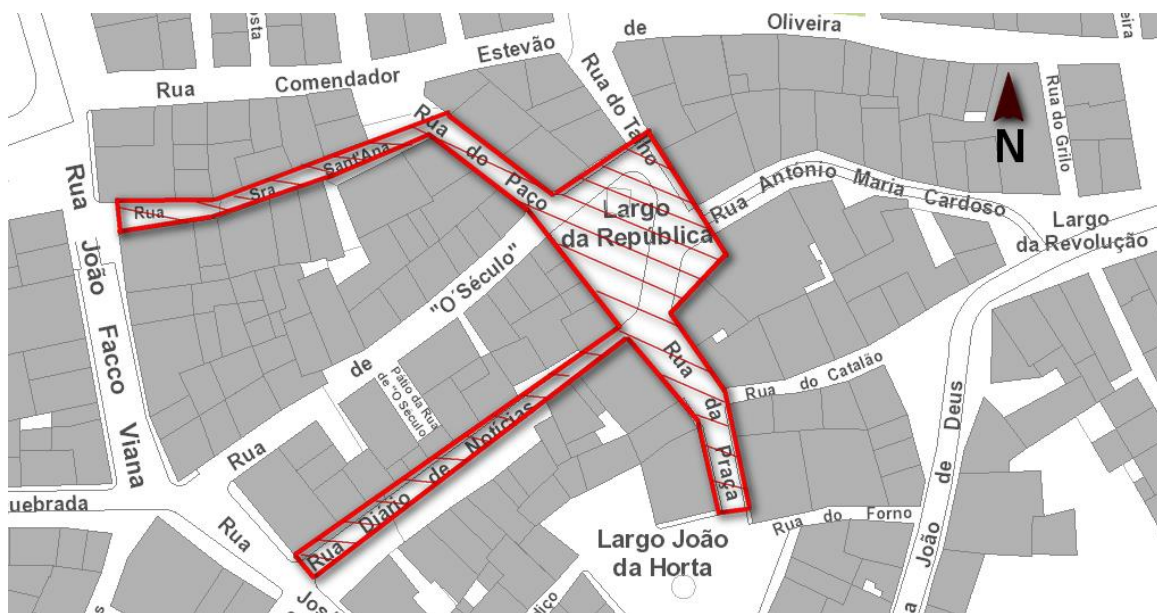 de
Oliveira
Estevão
Rua Comendador
Rua do Talho
Rua do Grilo
N
Rua do Paço
Rua Sra Sant'Ana
Rua António Maria Cardoso
Largo
da República
Largo
da Revolução
Rua João Facco Viana
Rua de "O´Século"
Pátio da Rua
de "O Século"
Rua da Praça
Rua do Catalão
Rua Diário de Notícias
João de Deus
uebrada
Rua
Rua do Forno
Largo João
da Horta